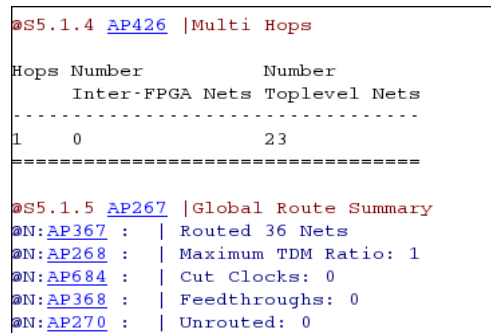 @S5.1.4 AP426 |Multi Hops
Hops Number Number
Inter-FPGA Nets Toplevel Nets
- - - - - - - - - - - - - - - - - - - - - - - - - - - - - - - - - -
1 0 23
==================================
@S5.1.5 AP267 |Global Route Summary
@N:AP367 : | Routed 36 Nets
@N:AP268 : | Maximum TDM Ratio: 1
@N:AP684 : | Cut Clocks: 0
@N:AP368 : | Feedthroughs: 0
@N:AP270 : | Unrouted: 0